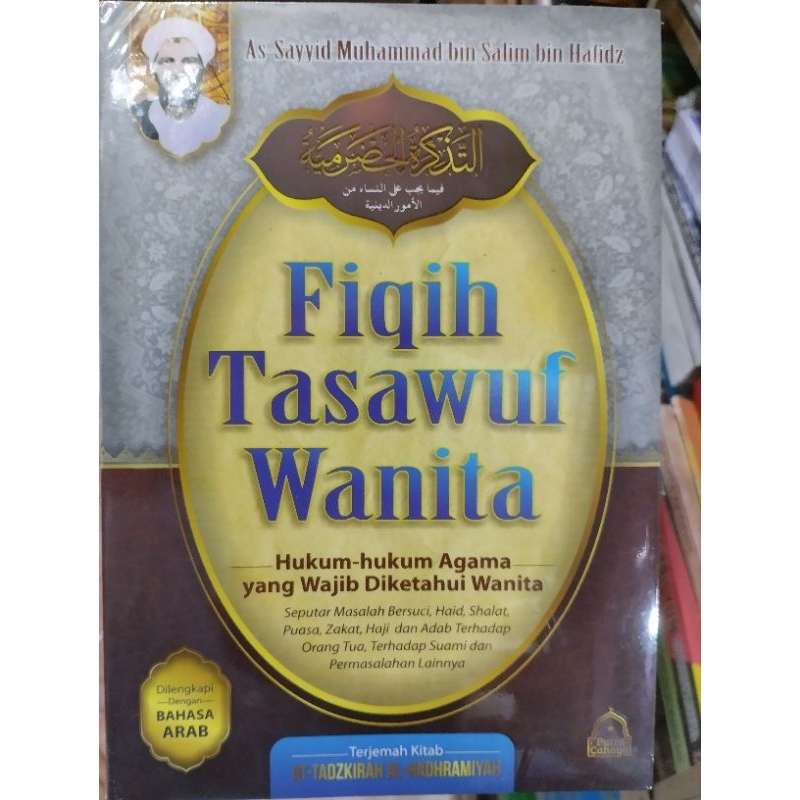 As-Sayyid Muhammad bin Salim bin Hafidz
التذكرة الحضرمية
فيما يجب على النساء من
الأمور الدينية
Fiqih
Tasawuf
Wanita
Hukum-hukum Agama
yang Wajib Diketahui Wanita
Seputar Masalah Bersuci, Haid, Shalat,
Puasa, Zakat, Haji dan Adab Terhadap
Orang Tua, Terhadap Suami dan
Permasalahan Lainnya
Dilengkapi
Dengan
BAHASA
ARAB
Terjemah Kitab
AT-TADZKIRAH AL-HADHRAMIYAH
Putra
Cahaya